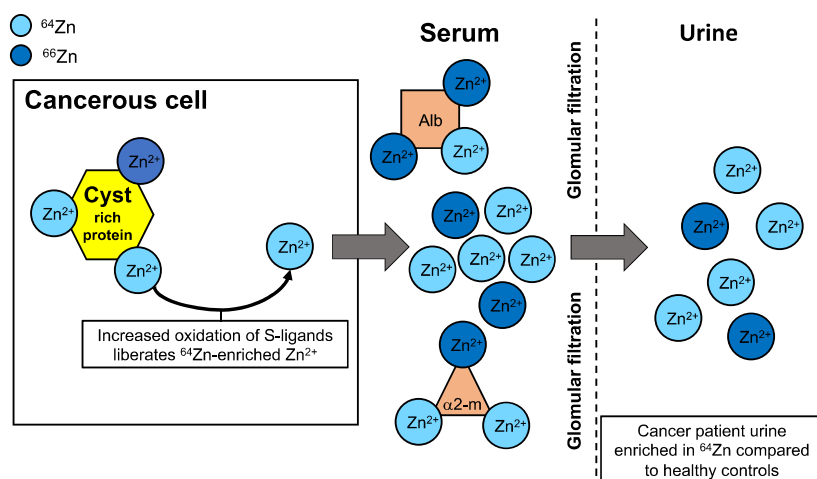 ⁶⁴Zn
⁶⁶Zn
Cancerous cell
Zn²⁺
Zn²⁺
Cyst
rich
protein
Zn²⁺
Zn²⁺
Increased oxidation of S-ligands
liberates ⁶⁴Zn-enriched Zn²⁺
Serum
Zn²⁺
Alb
Zn²⁺
Zn²⁺
Zn²⁺
Zn²⁺
Zn²⁺
Zn²⁺
Zn²⁺
Zn²⁺
Zn²⁺
α2-m
Zn²⁺
Zn²⁺
Glomular filtration
Glomular filtration
Urine
Zn²⁺
Zn²⁺
Zn²⁺
Zn²⁺
Zn²⁺
Zn²⁺
Cancer patient urine
enriched in ⁶⁴Zn compared
to healthy controls